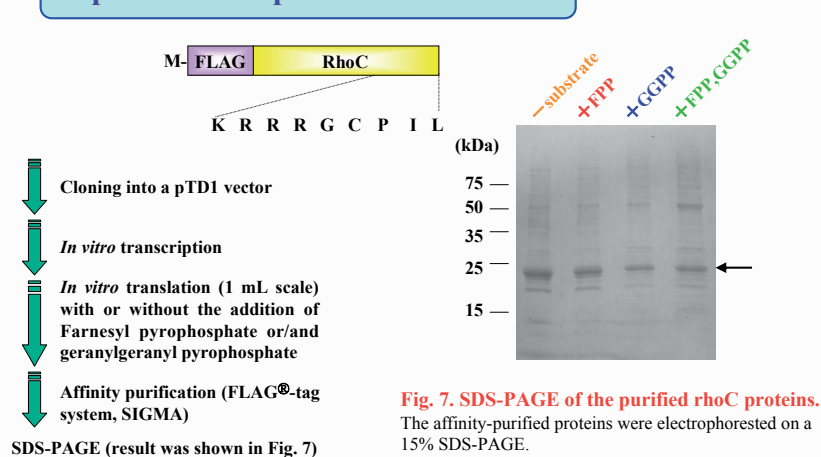 M- FLAG RhoC
K R R R G C P I L
Cloning into a pTD1 vector
In vitro transcription
In vitro translation (1 mL scale)
with or without the addition of
Farnesyl pyrophosphate or/and
geranylgeranyl pyrophosphate
Affinity purification (FLAG®-tag
system, SIGMA)
SDS-PAGE (result was shown in Fig. 7)
−substrate
+FPP
+GGPP
+FPP,GGPP
(kDa)
75
50
35
25
15
Fig. 7. SDS-PAGE of the purified rhoC proteins.
The affinity-purified proteins were electrophorested on a
15% SDS-PAGE.